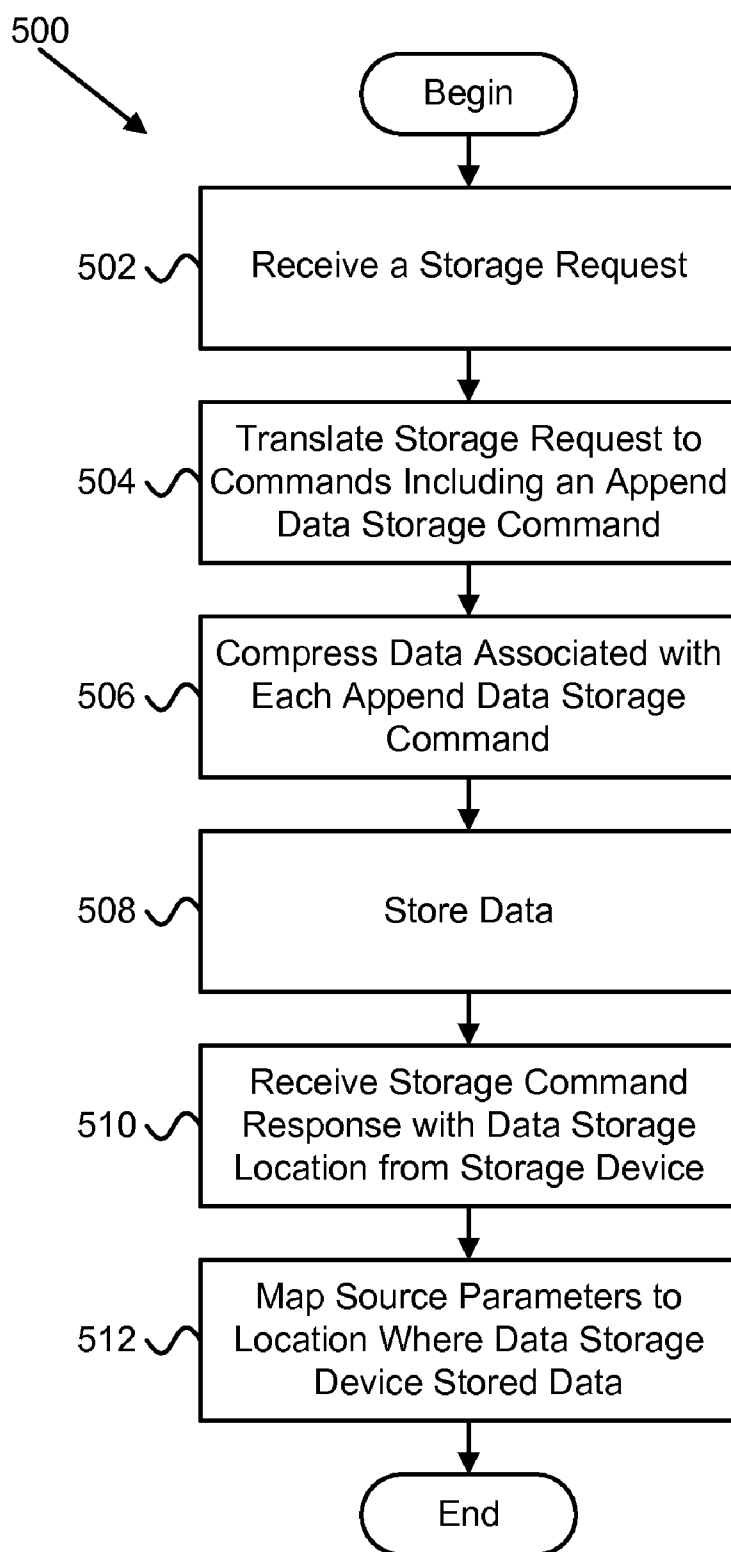 500
Begin
502
Receive a Storage Request
504
Translate Storage Request to
Commands Including an Append
Data Storage Command
506
Compress Data Associated with
Each Append Data Storage
Command
508
Store Data
510
Receive Storage Command
Response with Data Storage
Location from Storage Device
512
Map Source Parameters to
Location Where Data Storage
Device Stored Data
End